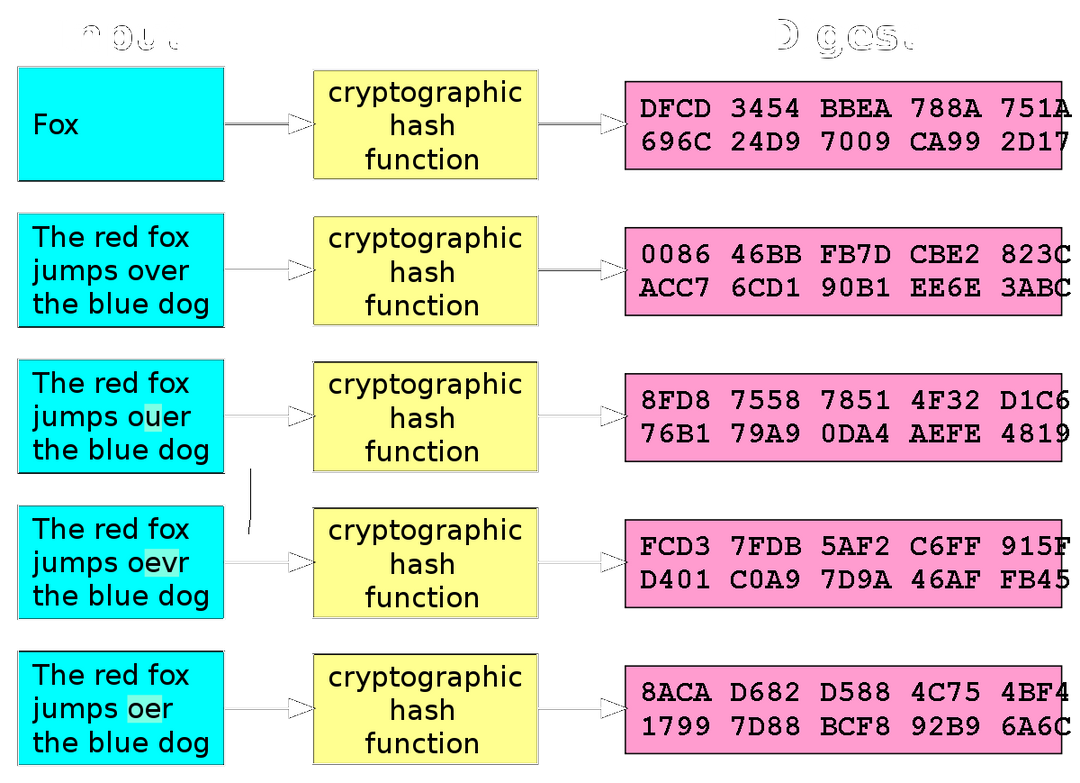 Fox
cryptographic
hash
function
DFCD 3454 BBEA 788A 751A
696C 24D9 7009 CA99 2D17
The red fox
jumps over
the blue dog
cryptographic
hash
function
0086 46BB FB7D CBE2 823C
ACC7 6CD1 90B1 EE6E 3ABC
The red fox
jumps ouer
the blue dog
cryptographic
hash
function
8FD8 7558 7851 4F32 D1C6
76B1 79A9 0DA4 AEFE 4819
The red fox
jumps oevr
the blue dog
cryptographic
hash
function
FCD3 7FDB 5AF2 C6FF 915F
D401 C0A9 7D9A 46AF FB45
The red fox
jumps oer
the blue dog
cryptographic
hash
function
8ACA D682 D588 4C75 4BF4
1799 7D88 BCF8 92B9 6A6C